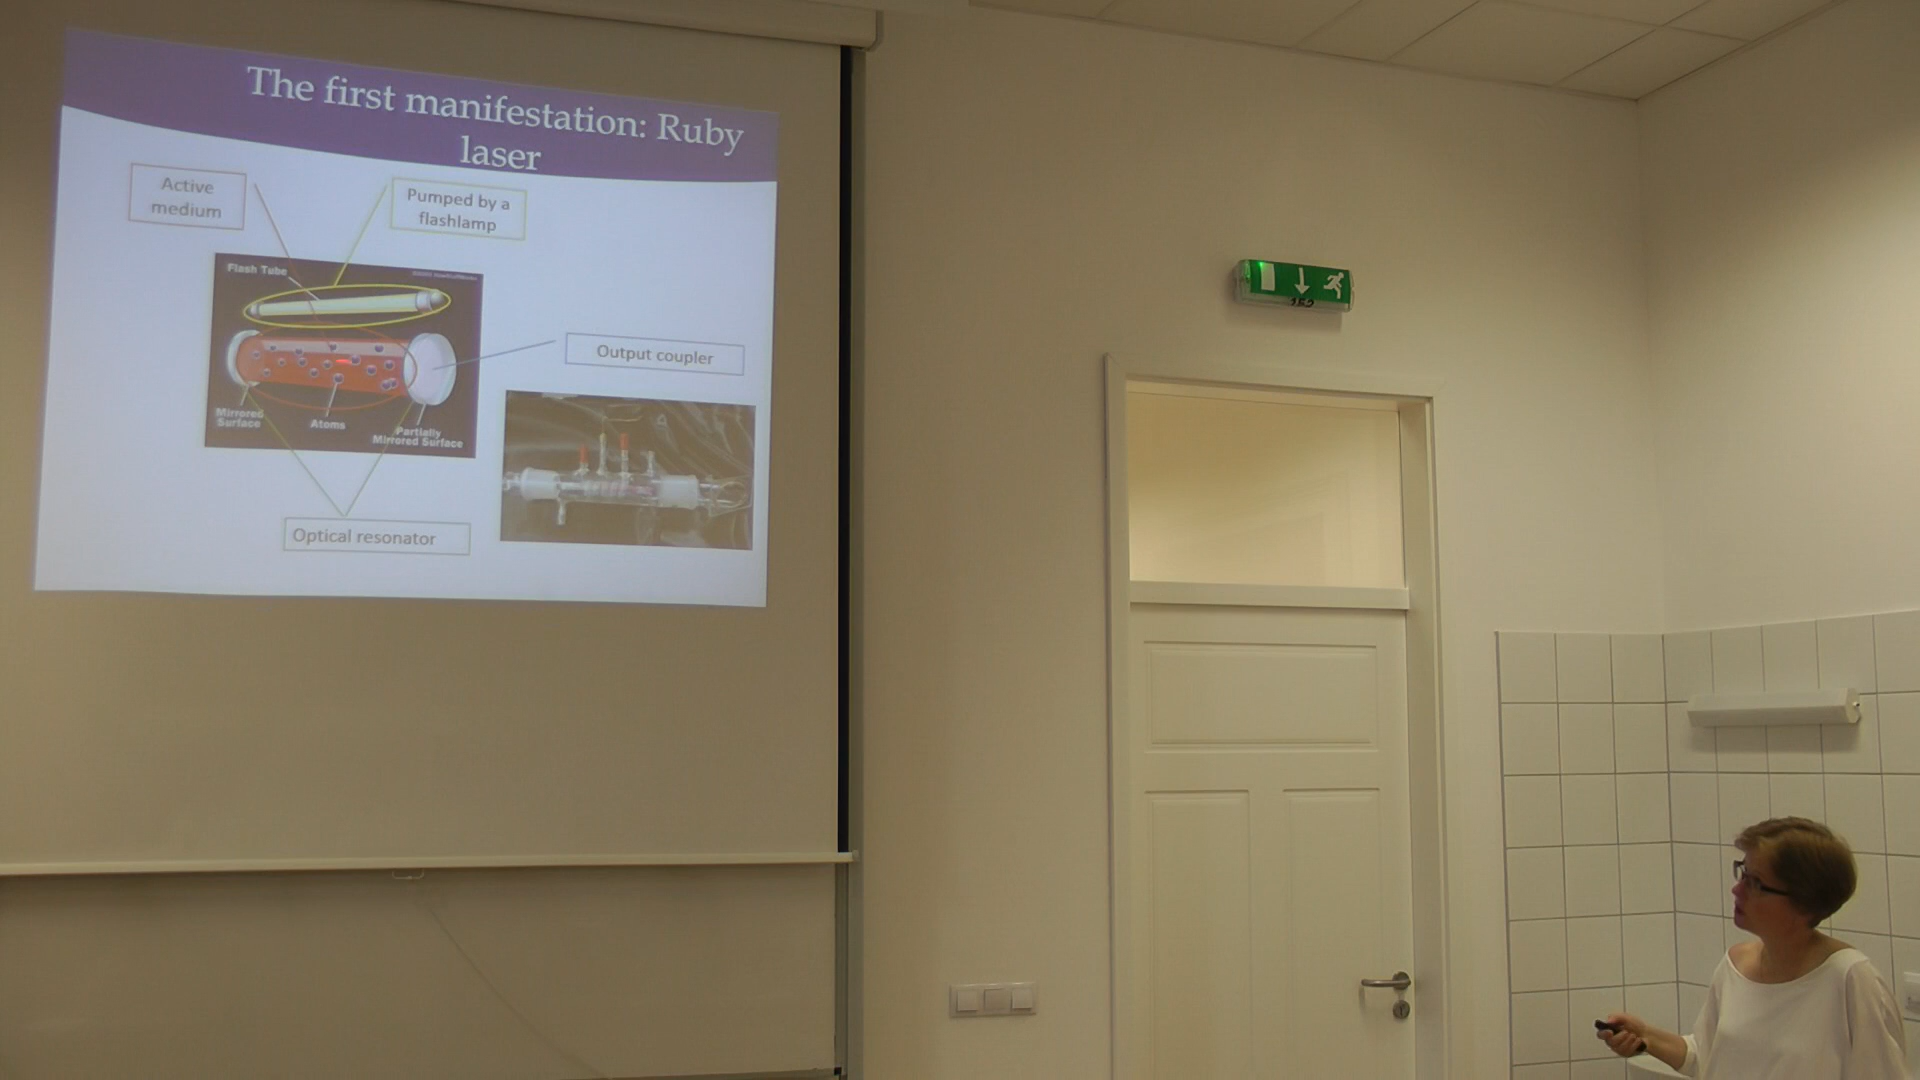 The first manifestation: Ruby
laser
Active
medium
Pumped by a
flashlamp
Flash Tube
Output coupler
Mirrored
Surface
Atoms
Partially
Mirrored Surface
Optical resonator
152